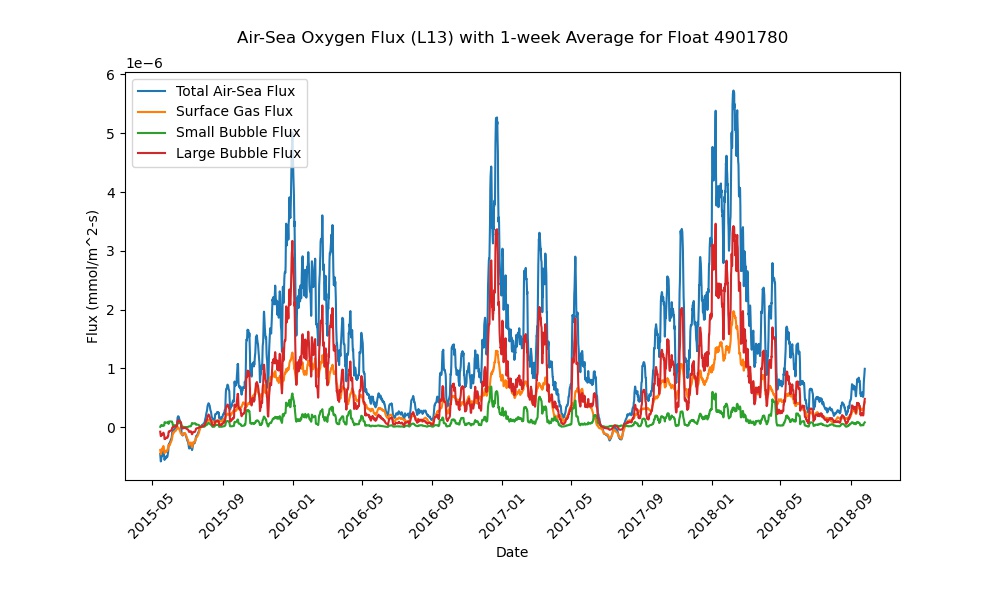 Air-Sea Oxygen Flux (L13) with 1-week Average for Float 4901780
1e−6
Total Air-Sea Flux
Surface Gas Flux
Small Bubble Flux
Large Bubble Flux
6
5
4
3
2
1
0
Flux (mmol/m^2-s)
2015-05
2015-09
2016-01
2016-05
2016-09
2017-01
2017-05
2017-09
2018-01
2018-05
2018-09
Date